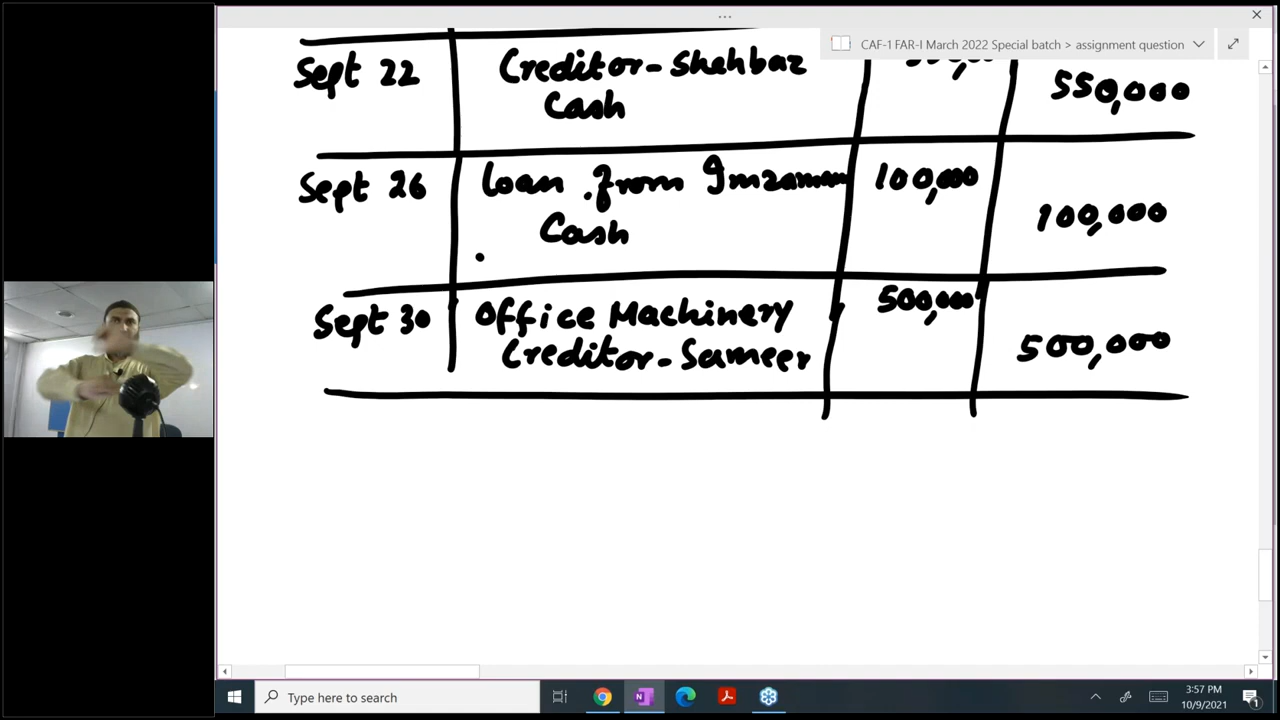 ...
CAF-1 FAR-I March 2022 Special batch > assignment question
Sept 22 Creditor-Shahbaz
Cash 550,000
Sept 26 Loan from Imzamam 100,000
Cash 100,000
Sept 30 Office Machinery 500,000
Creditor-Sameer 500,000
Type here to search
3:57 PM
10/9/2021
1